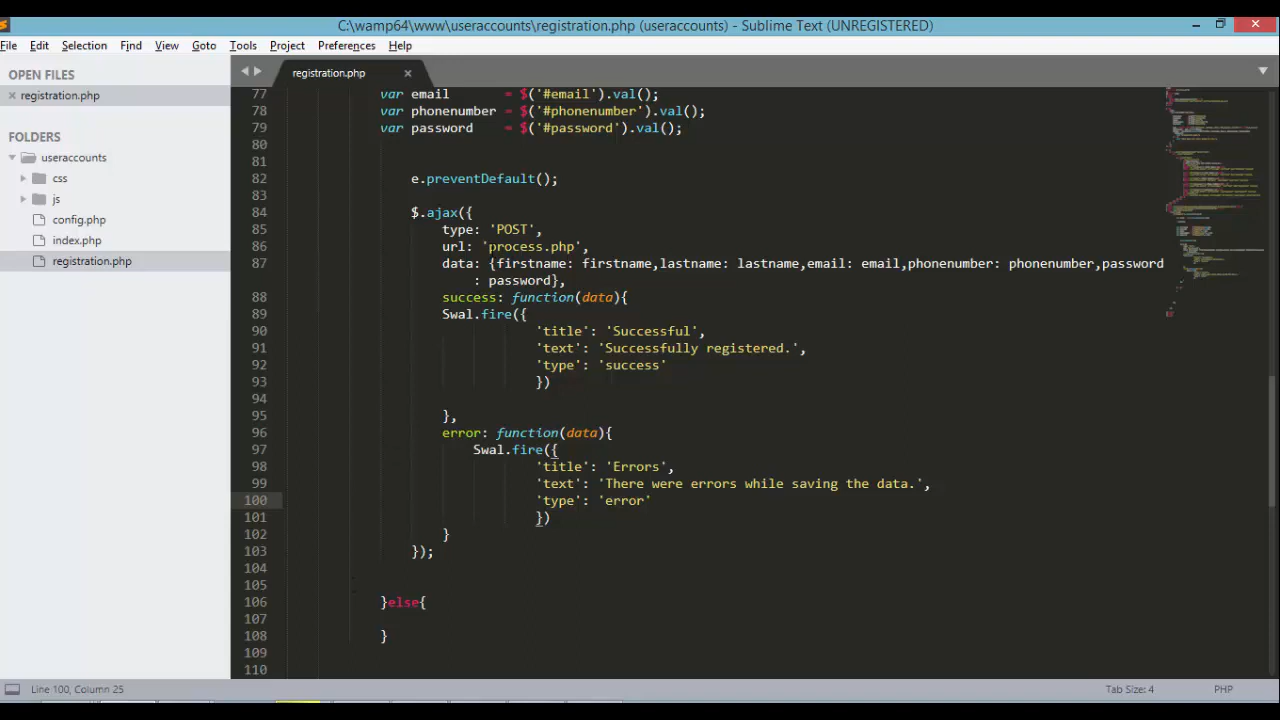 C:\wamp64\www\useraccounts\registration.php (useraccounts) - Sublime Text (UNREGISTERED)
File Edit Selection Find View Goto Tools Project Preferences Help
OPEN FILES
registration.php
FOLDERS
useraccounts
css
js
config.php
index.php
registration.php
registration.php
77 var email = $('#email').val();
78 var phonenumber = $('#phonenumber').val();
79 var password = $('#password').val();
80
81
82 e.preventDefault();
83
84 $.ajax({
85 type: 'POST',
86 url: 'process.php',
87 data: {firstname: firstname,lastname: lastname,email: email,phonenumber: phonenumber,password
: password},
88 success: function(data){
89 Swal.fire({
90 'title': 'Successful',
91 'text': 'Successfully registered.',
92 'type': 'success'
93 })
94
95 },
96 error: function(data){
97 Swal.fire({
98 'title': 'Errors',
99 'text': 'There were errors while saving the data.',
100 'type': 'error'
101 })
102 }
103 });
104
105
106 }else{
107
108 }
109
110
Line 100, Column 25 Tab Size: 4 PHP